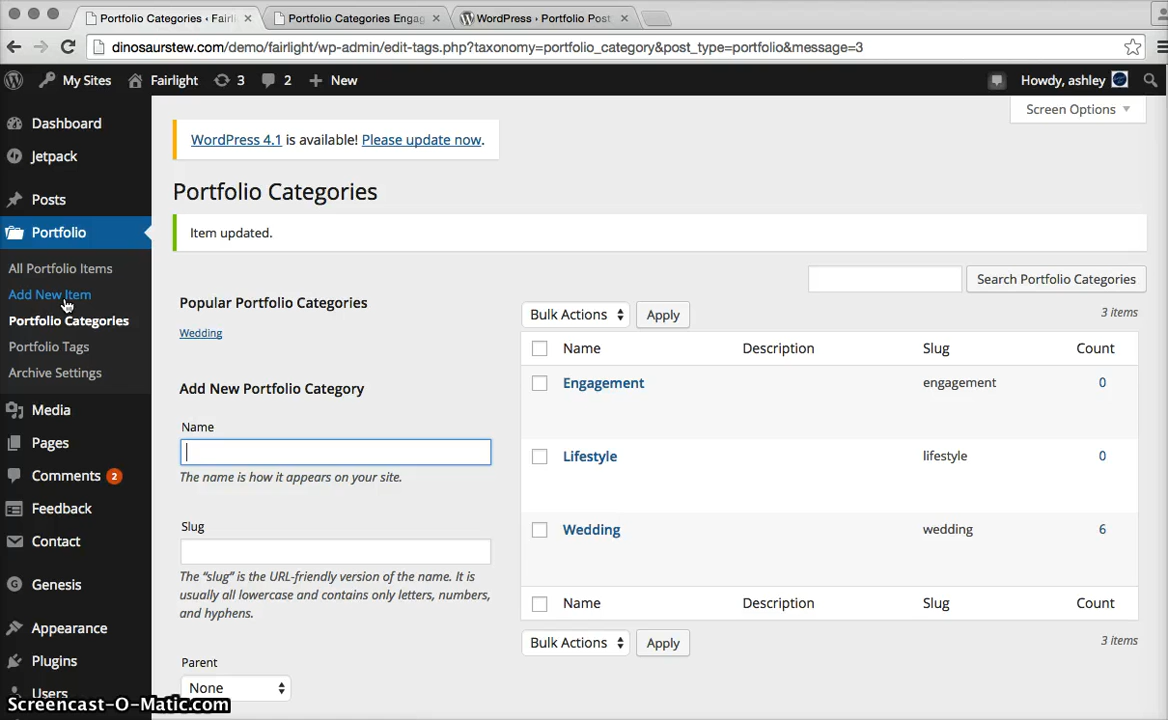 Portfolio Categories ‹ Fairli
Portfolio Categories Engag
WordPress › Portfolio Post
dinosaurstew.com/demo/fairlight/wp-admin/edit-tags.php?taxonomy=portfolio_category&post_type=portfolio&message=3
My Sites Fairlight 3 2 + New Howdy, ashley
Screen Options
Dashboard
Jetpack
Posts
Portfolio
All Portfolio Items
Add New Item
Portfolio Categories
Portfolio Tags
Archive Settings
Media
Pages
Comments 2
Feedback
Contact
Genesis
Appearance
Plugins
Users
WordPress 4.1 is available! Please update now.
Portfolio Categories
Item updated.
Search Portfolio Categories
Popular Portfolio Categories
Wedding
Add New Portfolio Category
Name
The name is how it appears on your site.
Slug
The “slug” is the URL-friendly version of the name. It is
usually all lowercase and contains only letters, numbers,
and hyphens.
Parent
None
Bulk Actions Apply 3 items
Name Description Slug Count
Engagement engagement 0
Lifestyle lifestyle 0
Wedding wedding 6
Name Description Slug Count
Bulk Actions Apply 3 items
Screencast-O-Matic.com